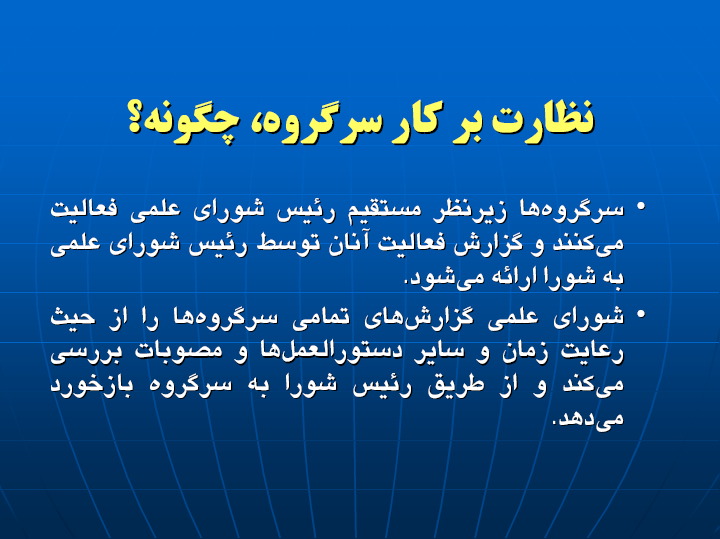 نظارت بر کار سرگروه، چگونه؟
• سرگروه‌ها زیرنظر مستقیم رئیس شورای علمی فعالیت
می‌کنند و گزارش فعالیت آنان توسط رئیس شورای علمی
به شورا ارائه می‌شود.
• شورای علمی گزارش‌های تمامی سرگروه‌ها را از حیث
رعایت زمان و سایر دستورالعمل‌ها و مصوبات بررسی
می‌کند و از طریق رئیس شورا به سرگروه بازخورد
می‌دهد.